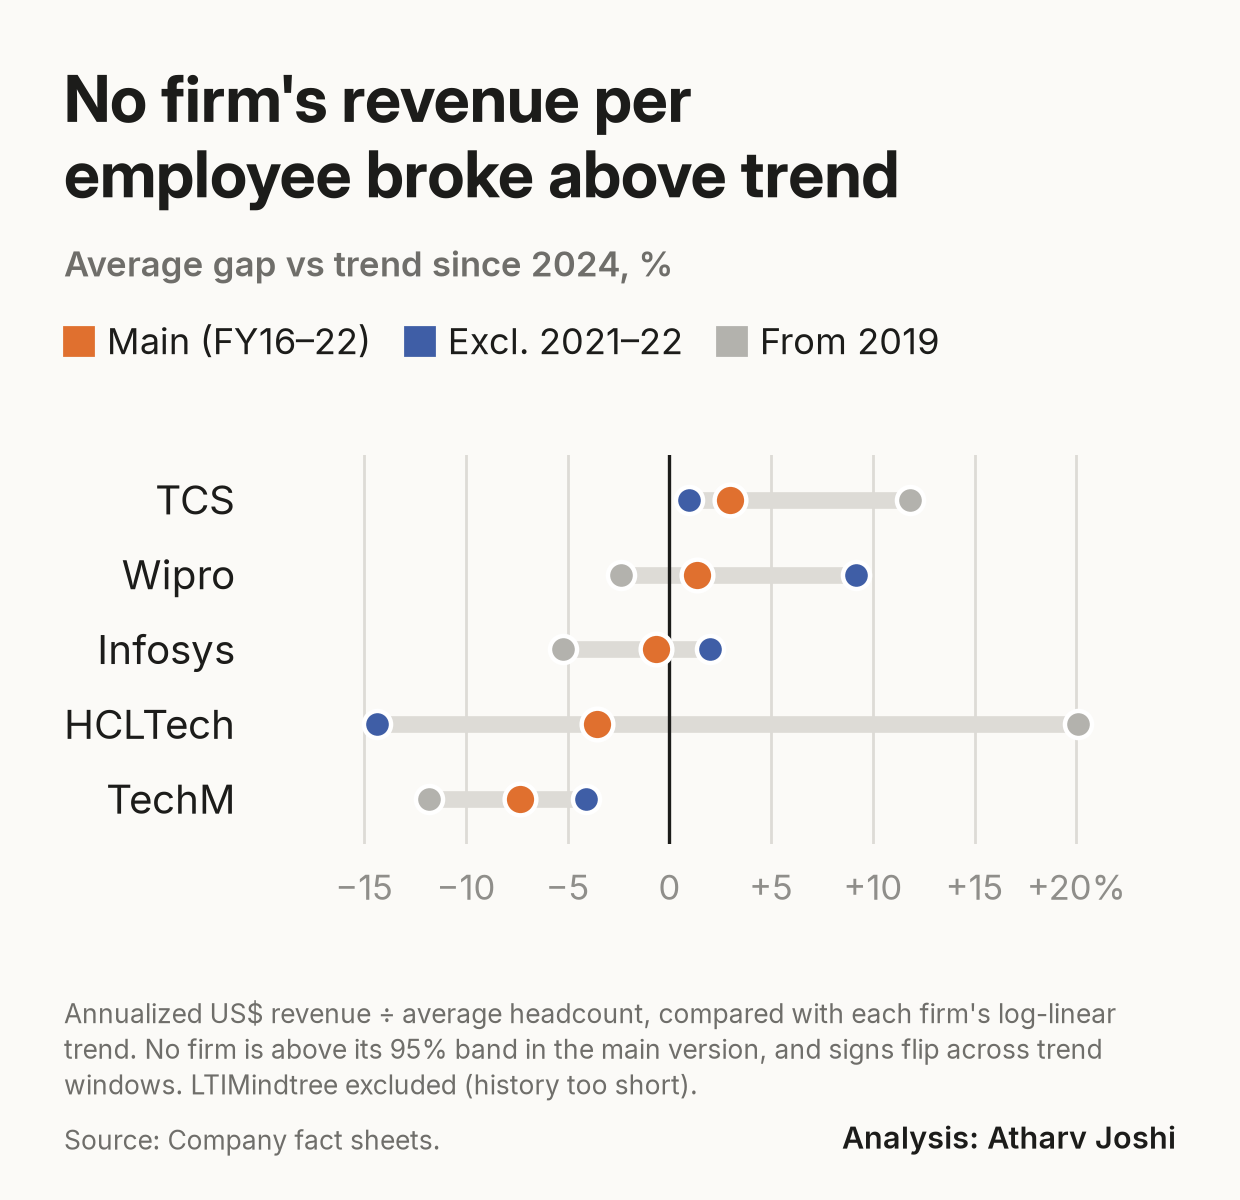 No firm's revenue per
employee broke above trend
Average gap vs trend since 2024, %
Main (FY16–22) Excl. 2021–22 From 2019
TCS
Wipro
Infosys
HCLTech
TechM
−15 −10 −5 0 +5 +10 +15 +20%
Annualized US$ revenue ÷ average headcount, compared with each firm's log-linear
trend. No firm is above its 95% band in the main version, and signs flip across trend
windows. LTIMindtree excluded (history too short).
Source: Company fact sheets.
Analysis: Atharv Joshi